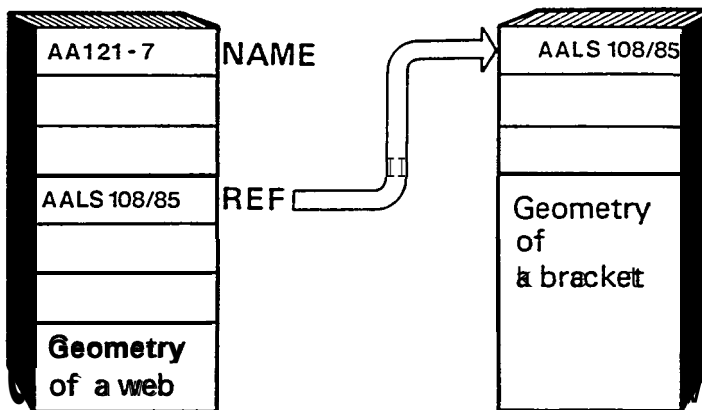 AA121-7
NAME
AALS 108/85
REF
Geometry
of a web
AALS 108/85
Geometry
of
a bracket